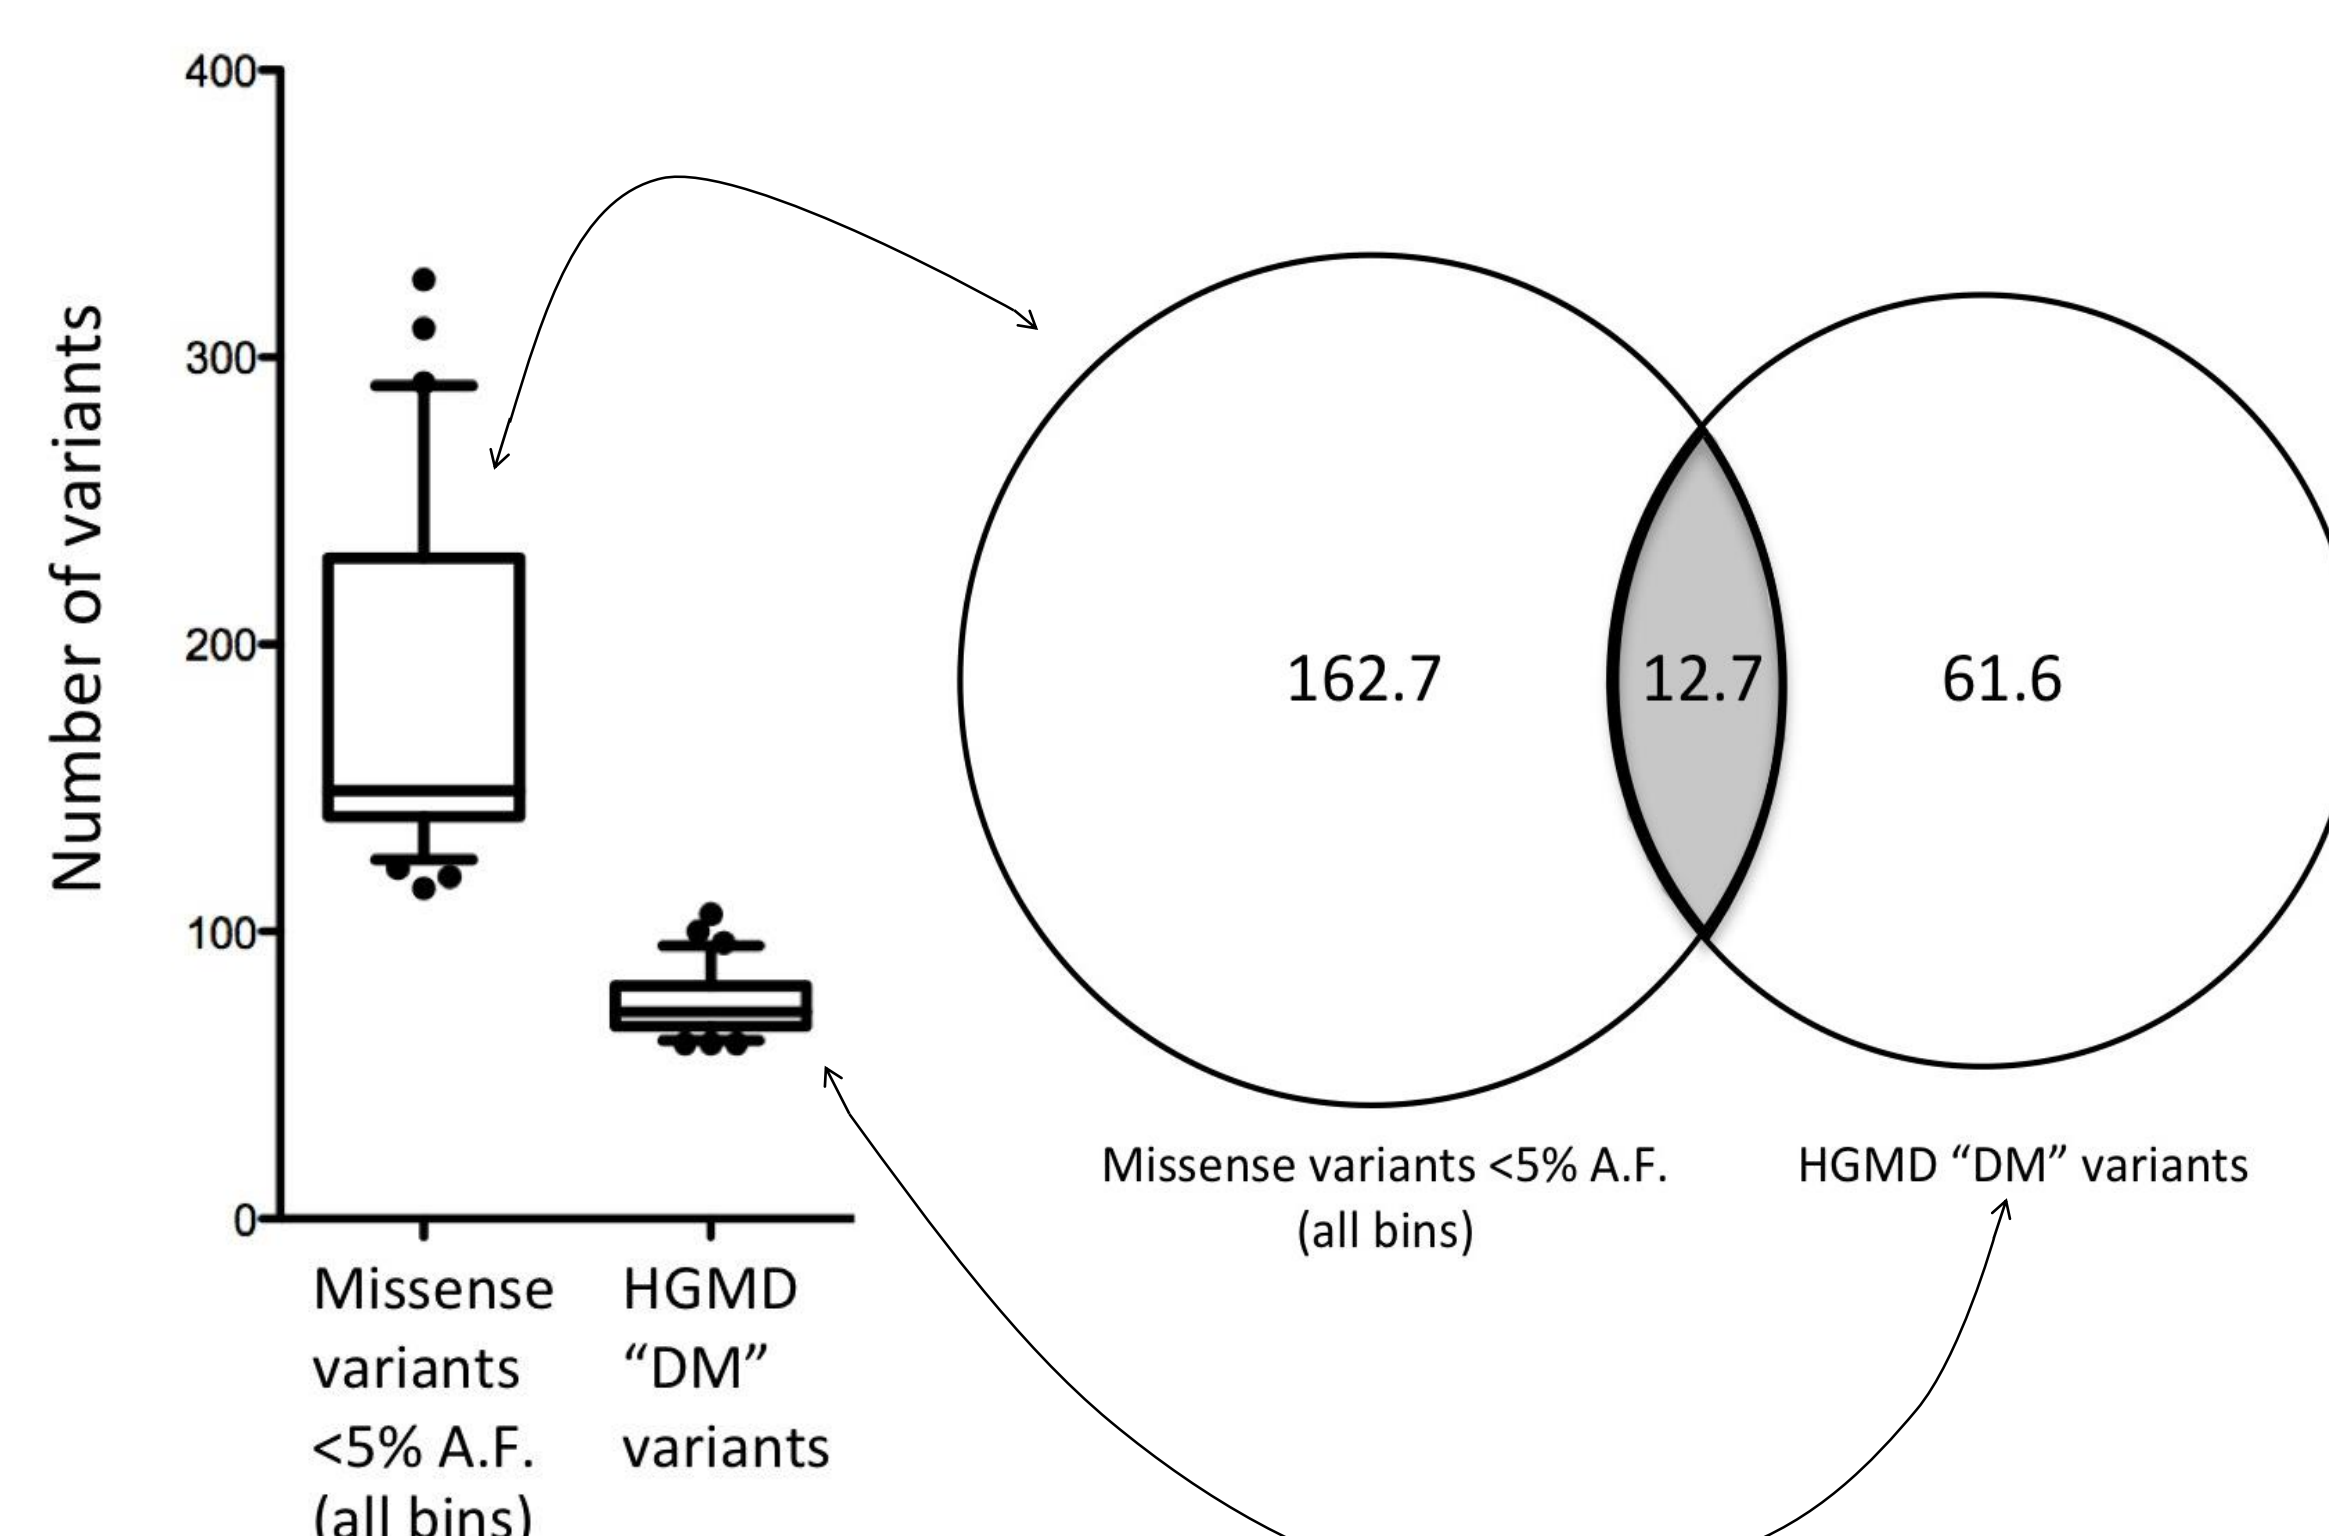 400
300
200
100
0
Number of variants
Missense
variants
<5% A.F.
(all bins)
HGMD
“DM”
variants
162.7
12.7
61.6
Missense variants <5% A.F.
(all bins)
HGMD “DM” variants